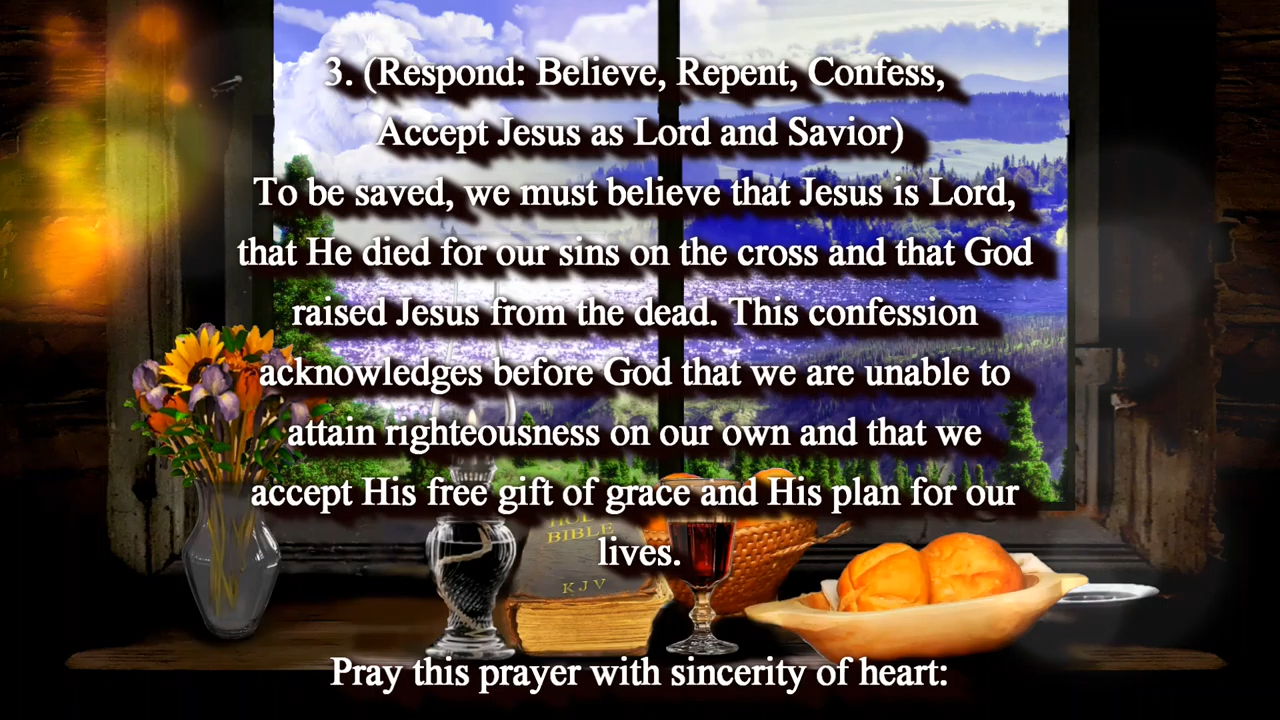 3. (Respond: Believe, Repent, Confess,
Accept Jesus as Lord and Savior)
To be saved, we must believe that Jesus is Lord,
that He died for our sins on the cross and that God
raised Jesus from the dead. This confession
acknowledges before God that we are unable to
attain righteousness on our own and that we
accept His free gift of grace and His plan for our
lives.
HOLY
BIBLE
KJV
Pray this prayer with sincerity of heart: